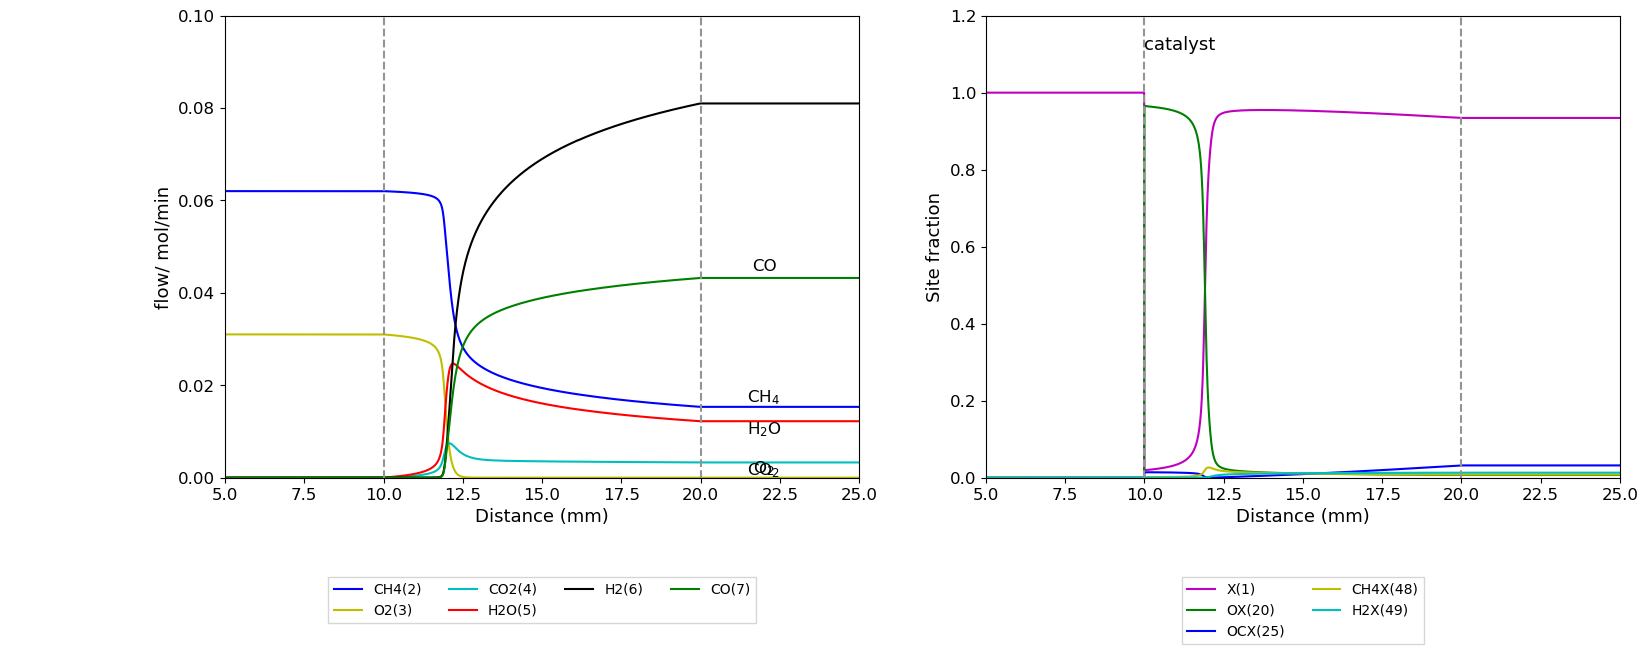 0.10
0.08
0.06
0.04
0.02
0.00
flow/ mol/min
CO
CH₄
H₂O
O₂
CO₂
5.0 7.5 10.0 12.5 15.0 17.5 20.0 22.5 25.0
Distance (mm)
CH4(2) CO2(4) H2(6) CO(7)
O2(3) H2O(5)
1.2
1.0
0.8
0.6
0.4
0.2
0.0
Site fraction
catalyst
5.0 7.5 10.0 12.5 15.0 17.5 20.0 22.5 25.0
Distance (mm)
X(1) CH4X(48)
OX(20) H2X(49)
OCX(25)